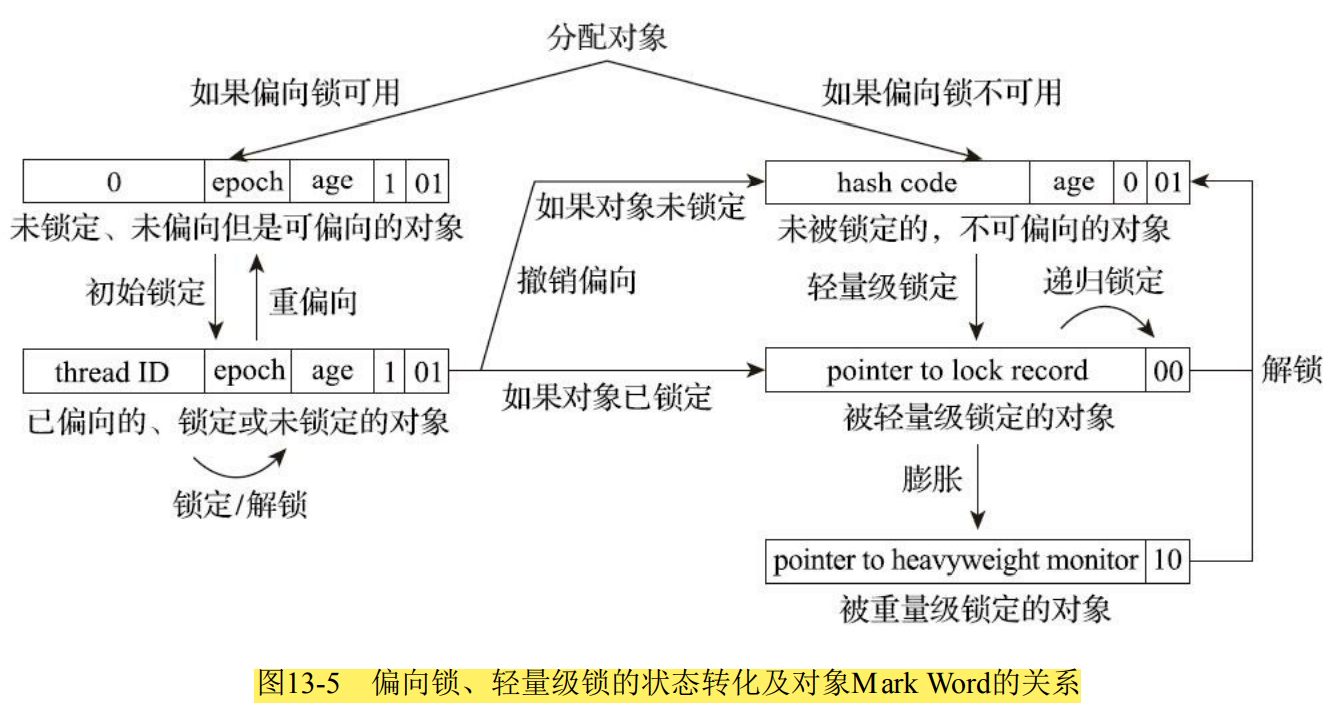 分配对象
如果偏向锁可用
如果偏向锁不可用
0 epoch age 1 01
hash code age 0 01
未锁定、未偏向但是可偏向的对象
如果对象未锁定
未被锁定的，不可偏向的对象
初始锁定
重偏向
撤销偏向
轻量级锁定
递归锁定
thread ID epoch age 1 01
pointer to lock record 00
解锁
如果对象已锁定
已偏向的、锁定或未锁定的对象
被轻量级锁定的对象
锁定/解锁
膨胀
pointer to heavyweight monitor 10
被重量级锁定的对象
图13-5 偏向锁、轻量级锁的状态转化及对象Mark Word的关系